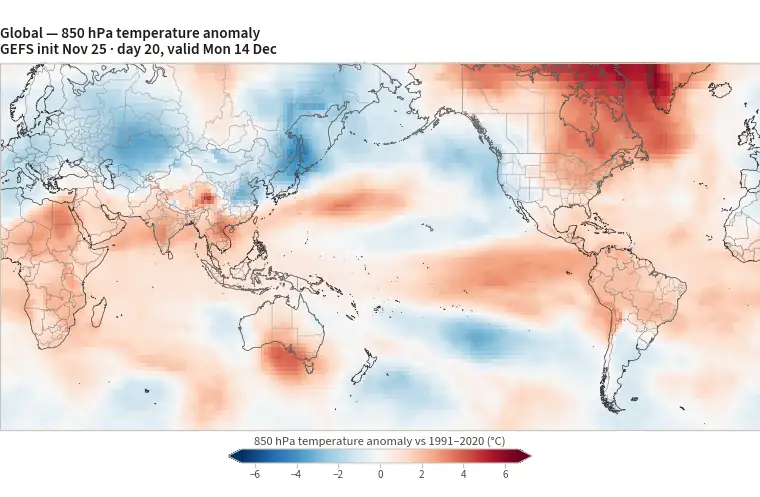 Global — 850 hPa temperature anomaly
GEFS init Nov 25 · day 20, valid Mon 14 Dec
850 hPa temperature anomaly vs 1991–2020 (°C)
−6 −4 −2 0 2 4 6